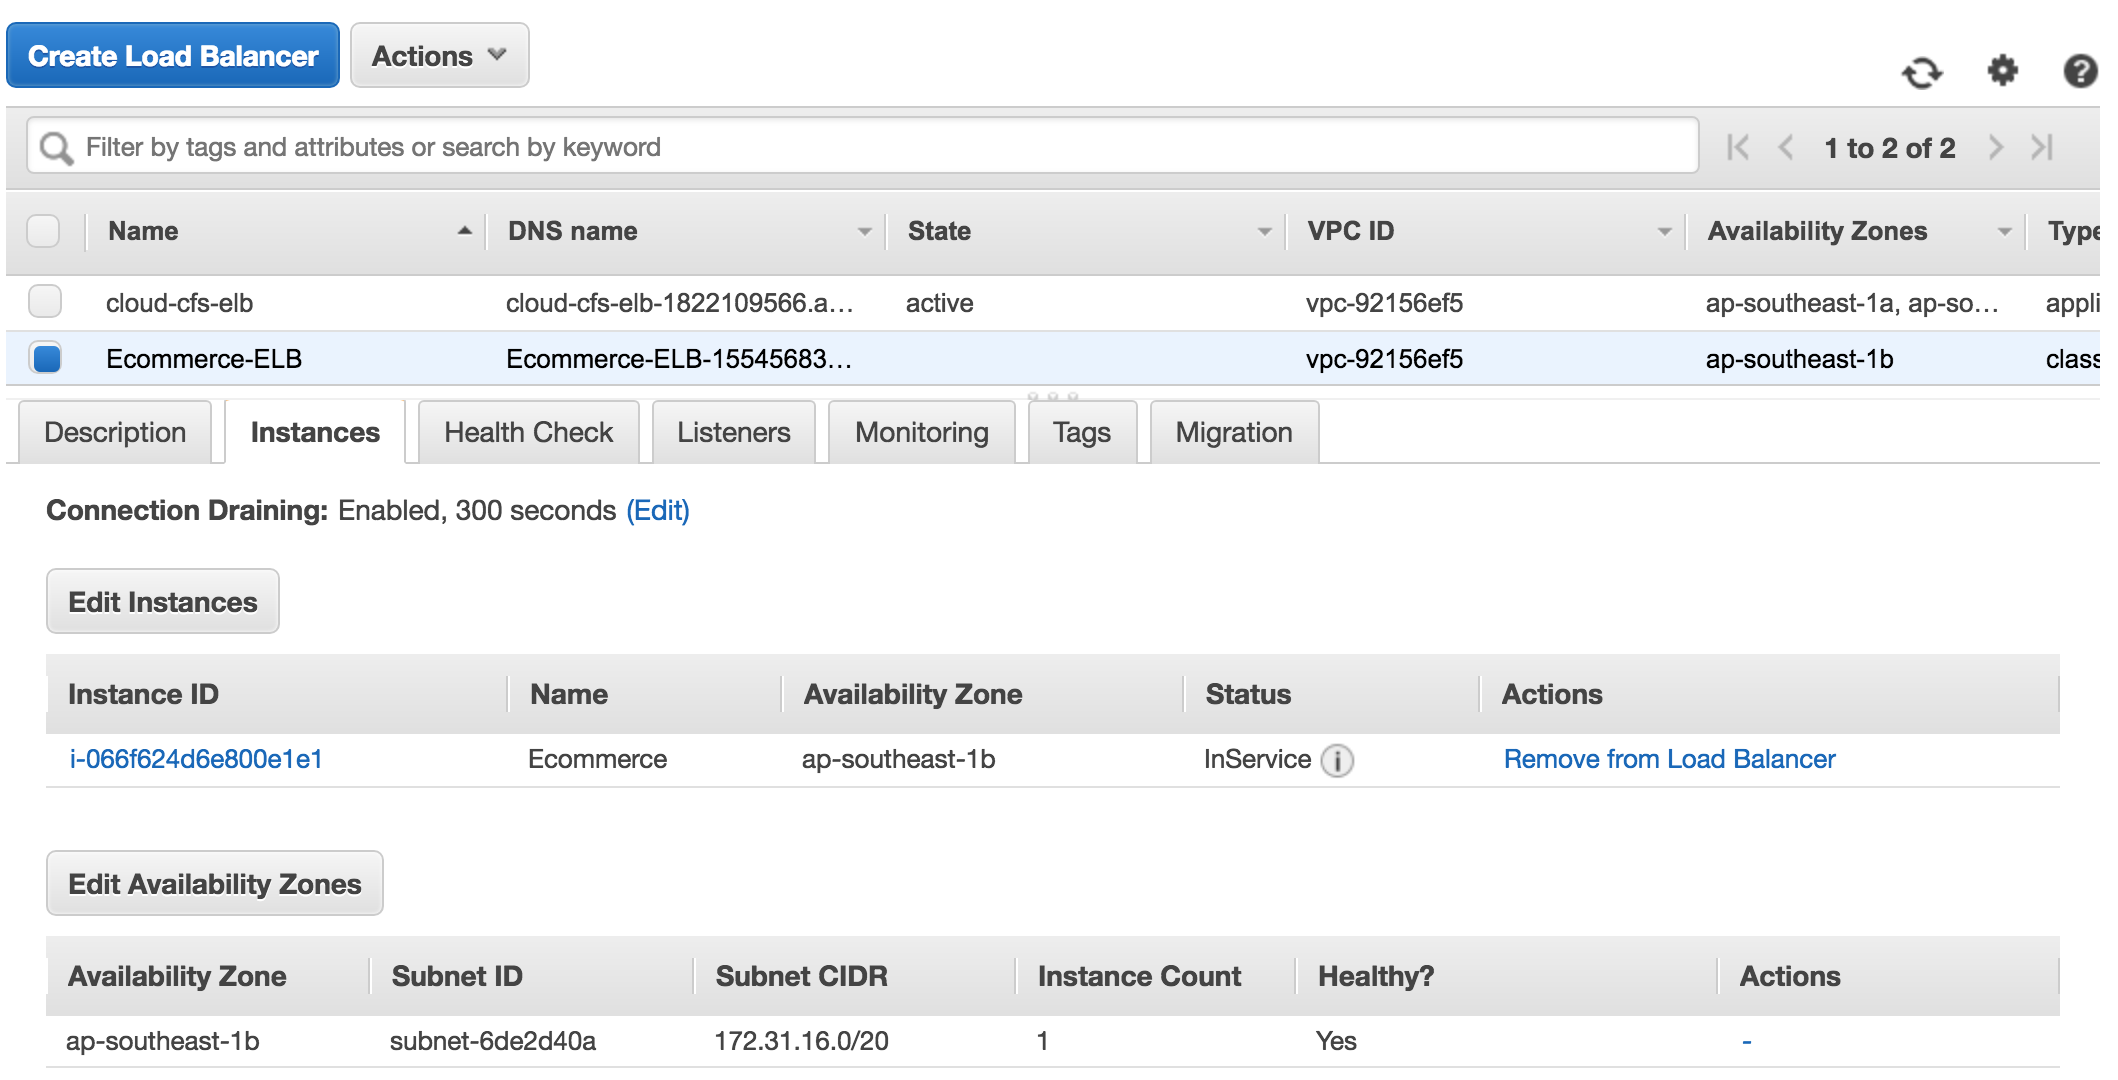 Create Load Balancer Actions
Filter by tags and attributes or search by keyword 1 to 2 of 2
Name DNS name State VPC ID Availability Zones Type
cloud-cfs-elb cloud-cfs-elb-1822109566.a... active vpc-92156ef5 ap-southeast-1a, ap-so... appli
Ecommerce-ELB Ecommerce-ELB-15545683... vpc-92156ef5 ap-southeast-1b class
Description Instances Health Check Listeners Monitoring Tags Migration
Connection Draining: Enabled, 300 seconds (Edit)
Edit Instances
Instance ID Name Availability Zone Status Actions
i-066f624d6e800e1e1 Ecommerce ap-southeast-1b InService Remove from Load Balancer
Edit Availability Zones
Availability Zone Subnet ID Subnet CIDR Instance Count Healthy? Actions
ap-southeast-1b subnet-6de2d40a 172.31.16.0/20 1 Yes -